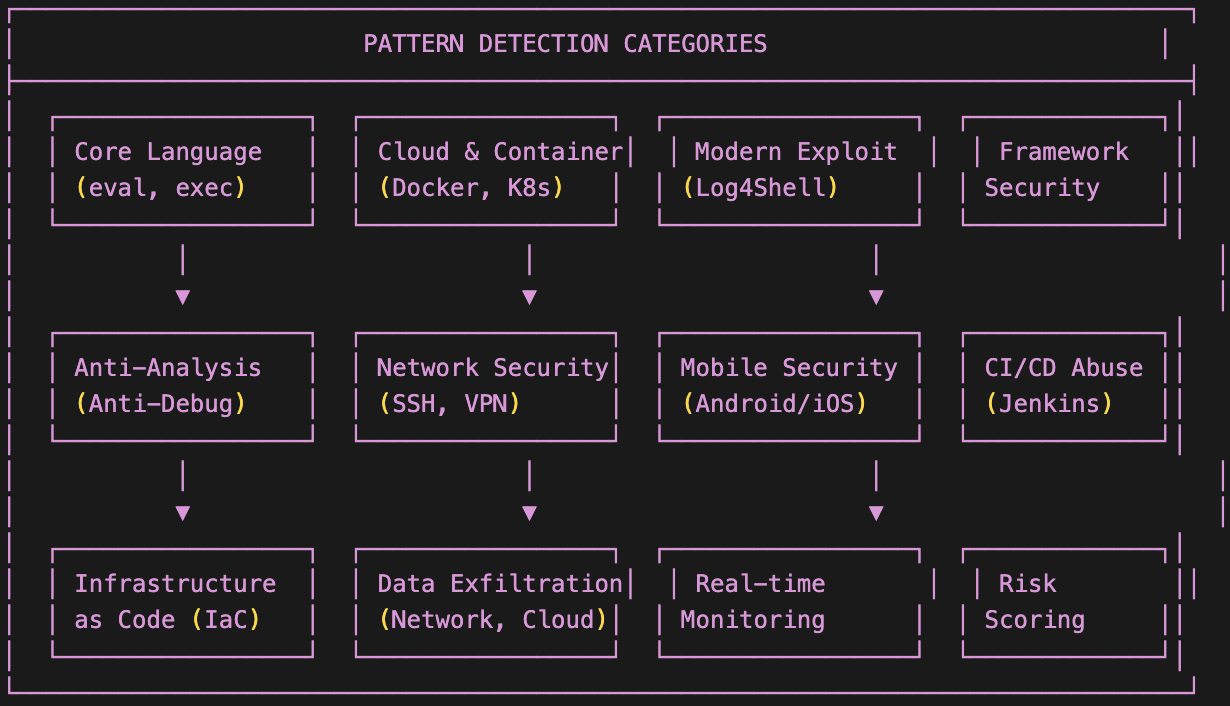 PATTERN DETECTION CATEGORIES
Core Language
(eval, exec)
Cloud & Container
(Docker, K8s)
Modern Exploit
(Log4Shell)
Framework
Security
Anti-Analysis
(Anti-Debug)
Network Security
(SSH, VPN)
Mobile Security
(Android/iOS)
CI/CD Abuse
(Jenkins)
Infrastructure
as Code (IaC)
Data Exfiltration
(Network, Cloud)
Real-time
Monitoring
Risk
Scoring